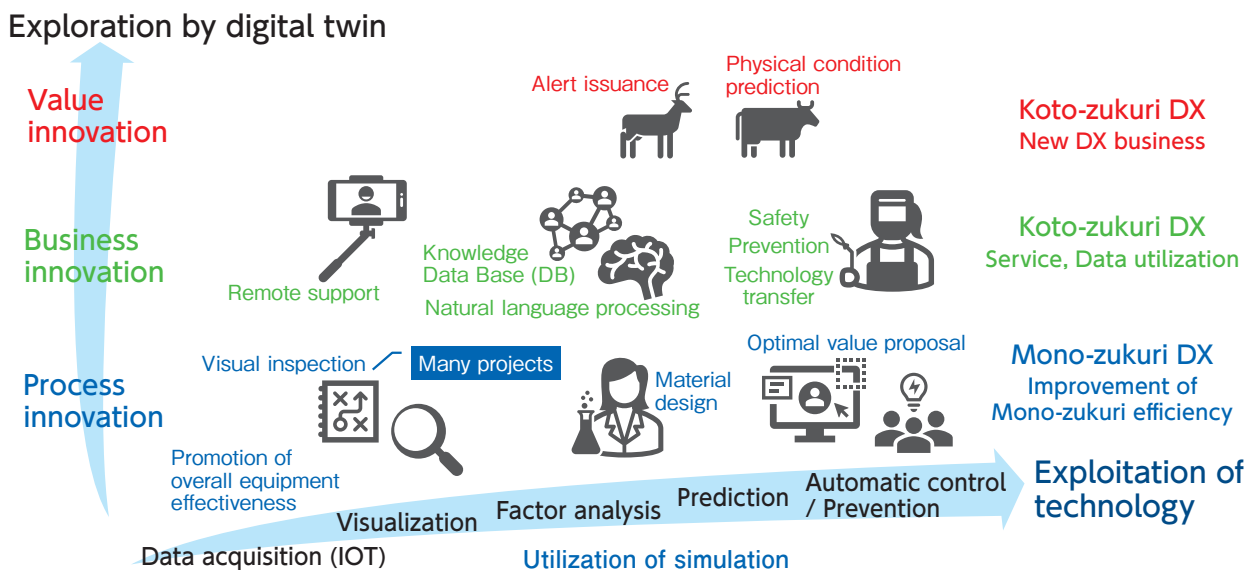 Exploration by digital twin
Value
innovation
Alert issuance
Physical condition
prediction
Koto-zukuri DX
New DX business
Business
innovation
Remote support
Knowledge
Data Base (DB)
Natural language processing
Safety
Prevention
Technology
transfer
Koto-zukuri DX
Service, Data utilization
Process
innovation
Visual inspection
Many projects
Material
design
Optimal value proposal
Mono-zukuri DX
Improvement of
Mono-zukuri efficiency
Promotion of
overall equipment
effectiveness
Data acquisition (IOT)
Visualization
Factor analysis
Prediction
Automatic control
/ Prevention
Exploitation of
technology
Utilization of simulation